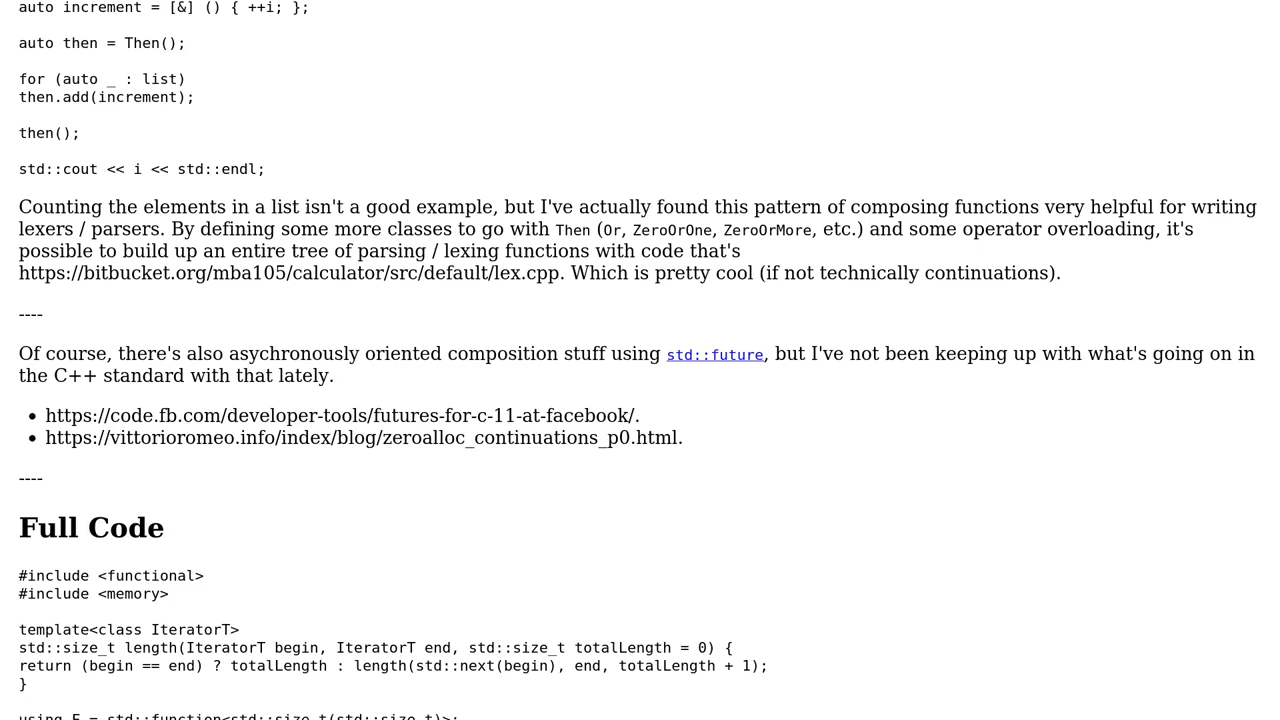 auto increment = [&] () { ++i; };
auto then = Then();
for (auto _ : list)
then.add(increment);
then();
std::cout << i << std::endl;
Counting the elements in a list isn't a good example, but I've actually found this pattern of composing functions very helpful for writing
lexers / parsers. By defining some more classes to go with Then (Or, ZeroOrOne, ZeroOrMore, etc.) and some operator overloading, it's
possible to build up an entire tree of parsing / lexing functions with code that's
https://bitbucket.org/mba105/calculator/src/default/lex.cpp. Which is pretty cool (if not technically continuations).
----
Of course, there's also asychronously oriented composition stuff using std::future, but I've not been keeping up with what's going on in
the C++ standard with that lately.
• https://code.fb.com/developer-tools/futures-for-c-11-at-facebook/.
• https://vittorioromeo.info/index/blog/zeroalloc_continuations_p0.html.
----
Full Code
#include <functional>
#include <memory>
template<class IteratorT>
std::size_t length(IteratorT begin, IteratorT end, std::size_t totalLength = 0) {
return (begin == end) ? totalLength : length(std::next(begin), end, totalLength + 1);
}
using F = std::function<std::size_t(std::size_t)>;